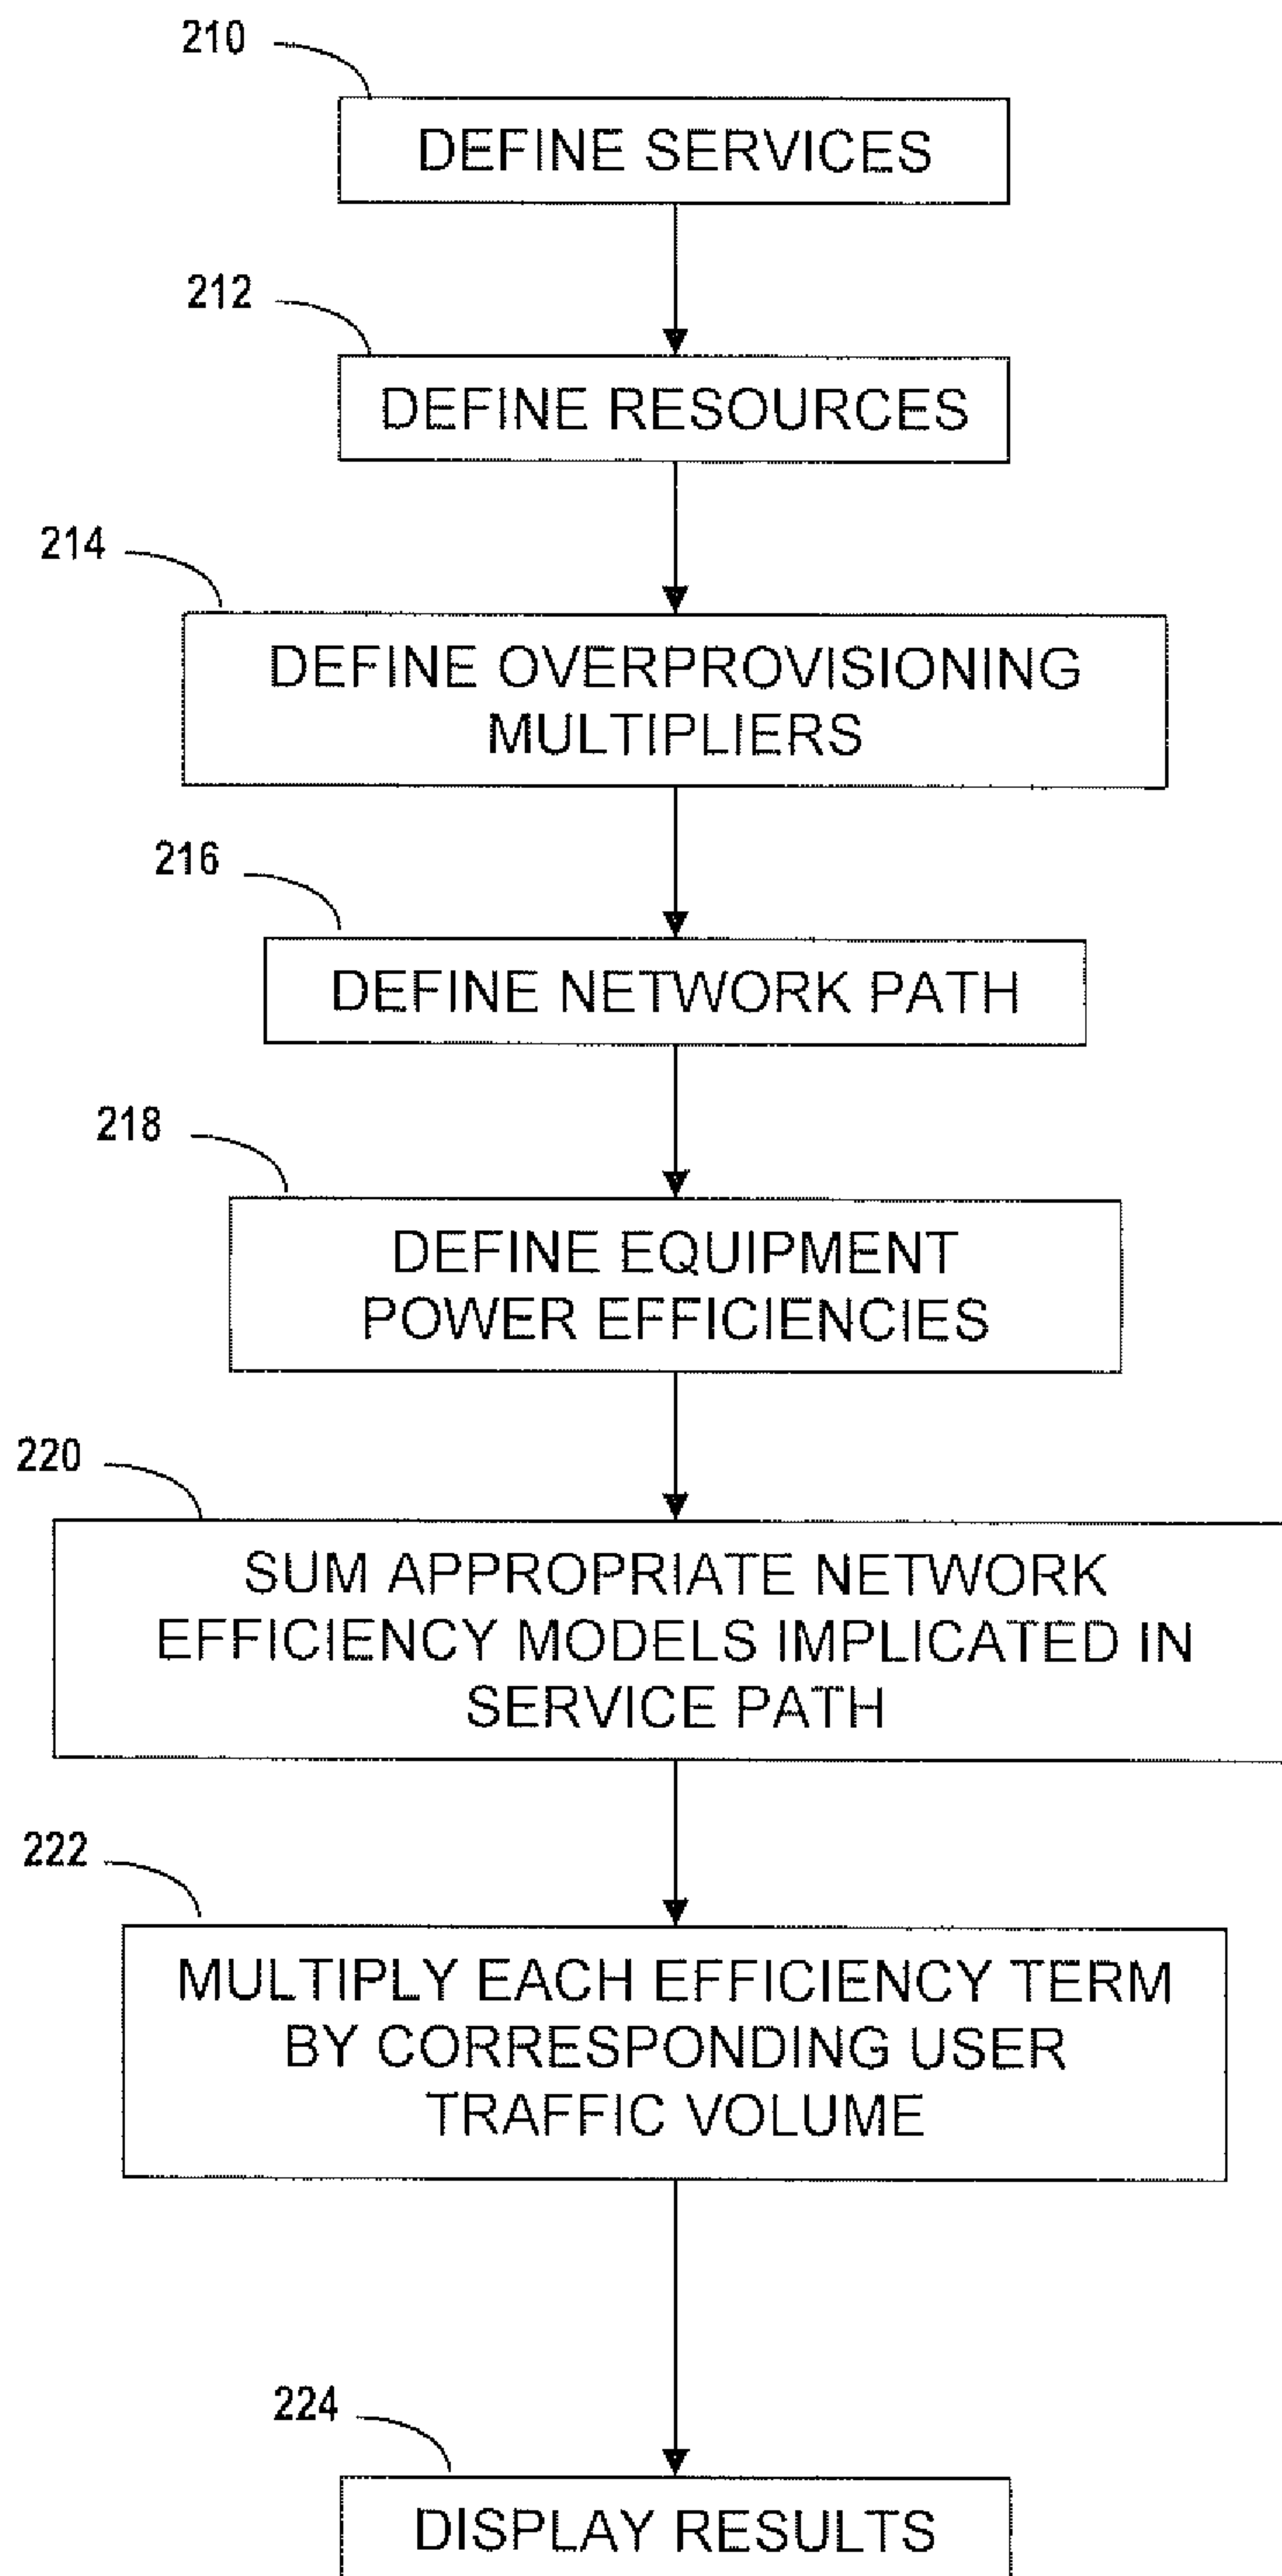 210
DEFINE SERVICES
212
DEFINE RESOURCES
214
DEFINE OVERPROVISIONING
MULTIPLIERS
216
DEFINE NETWORK PATH
218
DEFINE EQUIPMENT
POWER EFFICIENCIES
220
SUM APPROPRIATE NETWORK
EFFICIENCY MODELS IMPLICATED IN
SERVICE PATH
222
MULTIPLY EACH EFFICIENCY TERM
BY CORRESPONDING USER
TRAFFIC VOLUME
224
DISPLAY RESULTS